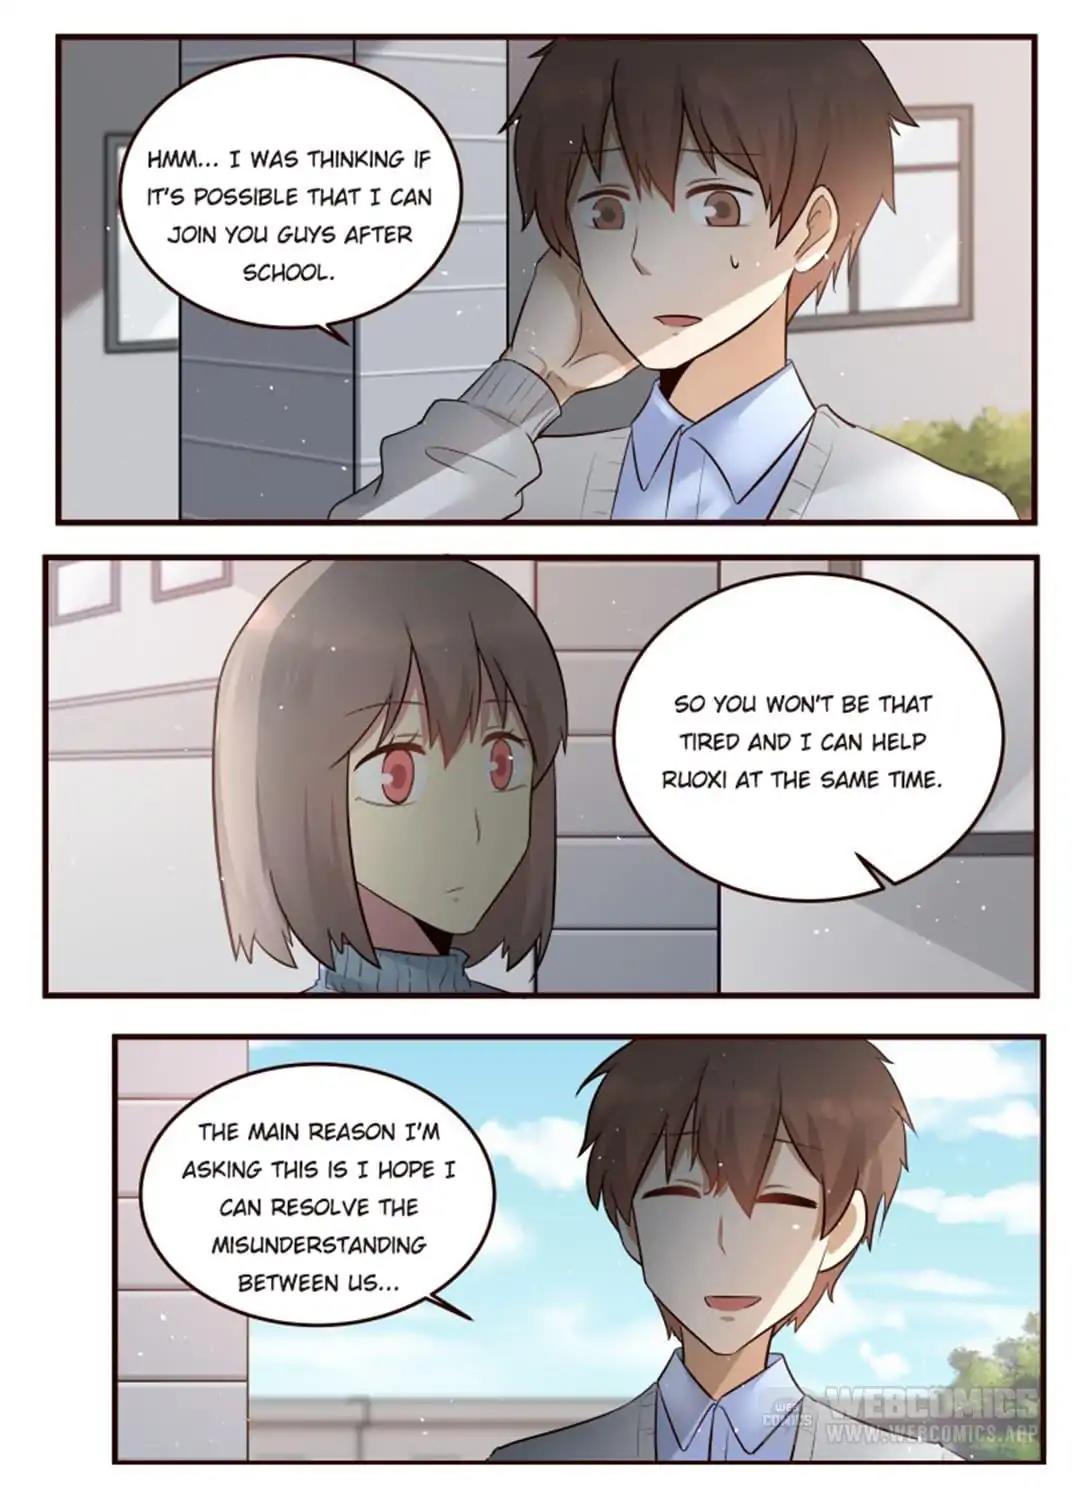 HMM... I WAS THINKING IF
IT'S POSSIBLE THAT I CAN
JOIN YOU GUYS AFTER
SCHOOL.
SO YOU WON'T BE THAT
TIRED AND I CAN HELP
RUOXI AT THE SAME TIME.
THE MAIN REASON I'M
ASKING THIS IS I HOPE I
CAN RESOLVE THE
MISUNDERSTANDING
BETWEEN US...
WEB
COMICS
WEBCOMICS
WWW.WEBCOMICS.APP